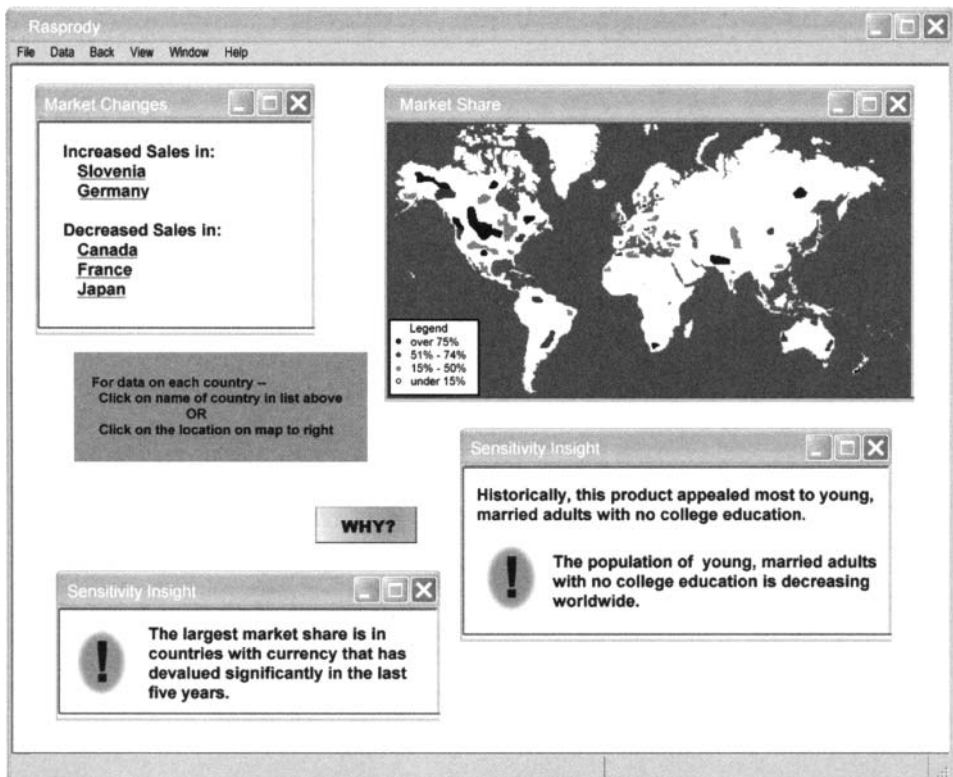 Rasprody
File Data Back View Window Help
Market Changes
Increased Sales in:
Slovenia
Germany
Decreased Sales in:
Canada
France
Japan
Market Share
Legend
over 75%
51% - 74%
15% - 50%
under 15%
For data on each country --
Click on name of country in list above
OR
Click on the location on map to right
WHY?
Sensitivity Insight
Historically, this product appealed most to young,
married adults with no college education.
!
The population of young, married adults
with no college education is decreasing
worldwide.
Sensitivity Insight
!
The largest market share is in
countries with currency that has
devalued significantly in the last
five years.